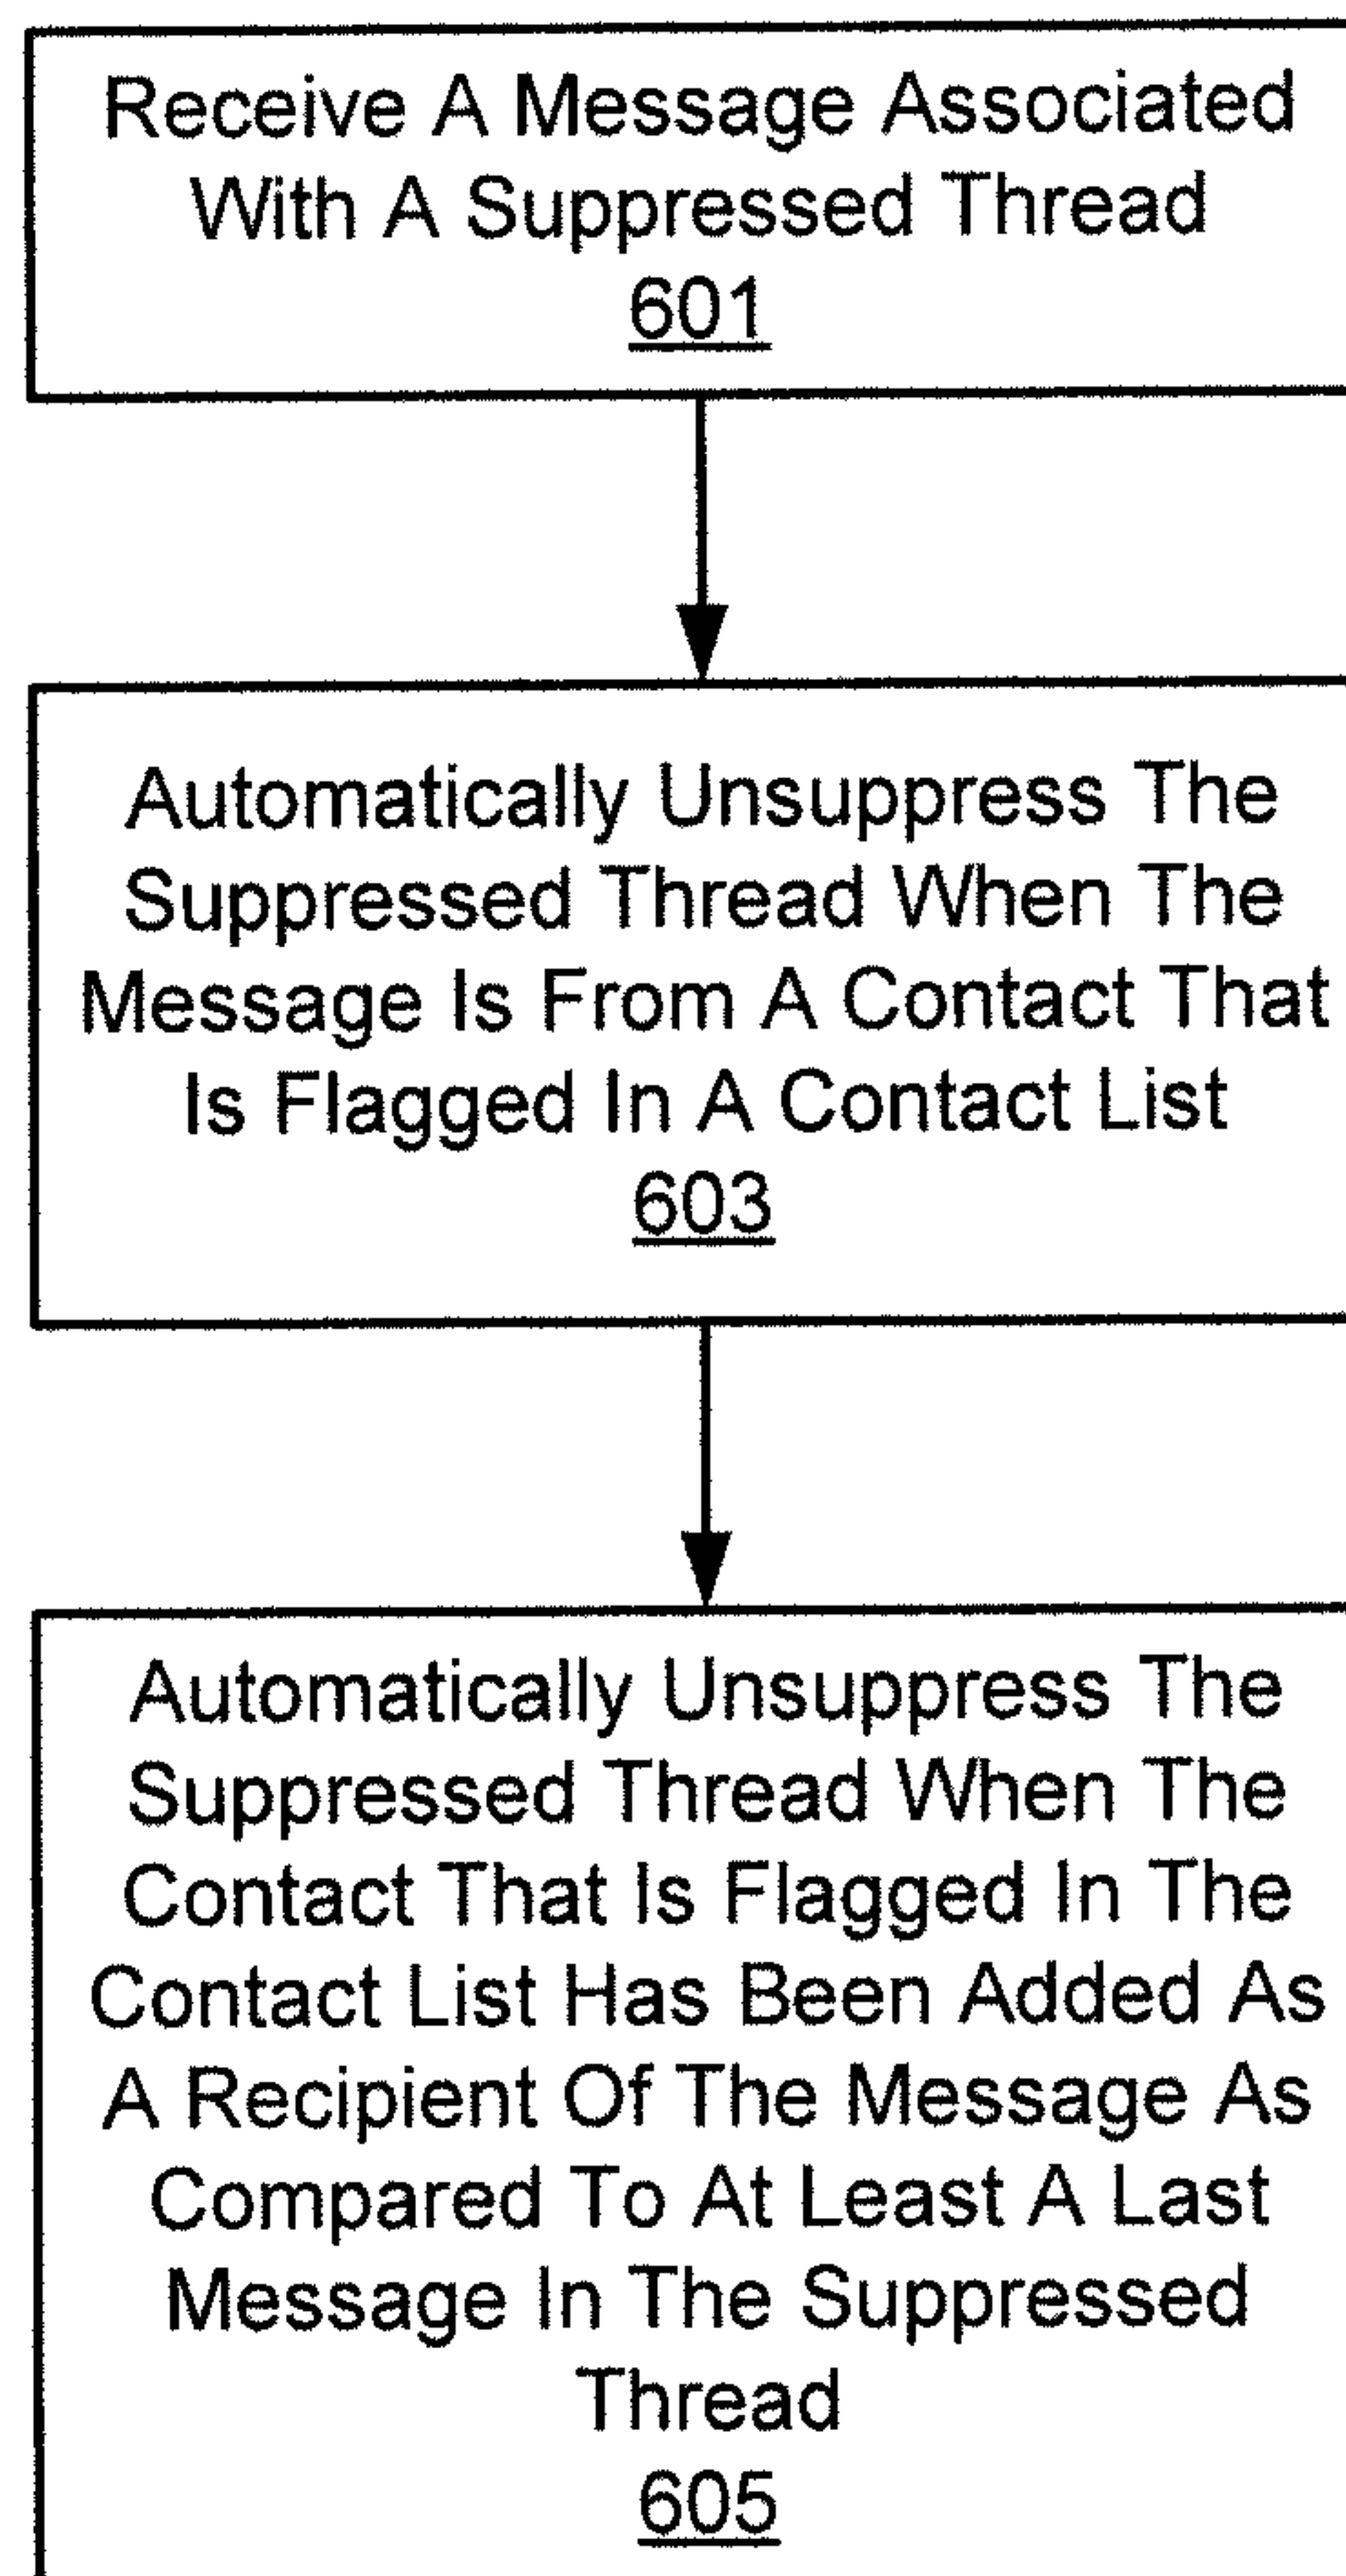 Receive A Message Associated
With A Suppressed Thread
601
Automatically Unsuppress The
Suppressed Thread When The
Message Is From A Contact That
Is Flagged In A Contact List
603
Automatically Unsuppress The
Suppressed Thread When The
Contact That Is Flagged In The
Contact List Has Been Added As
A Recipient Of The Message As
Compared To At Least A Last
Message In The Suppressed
Thread
605